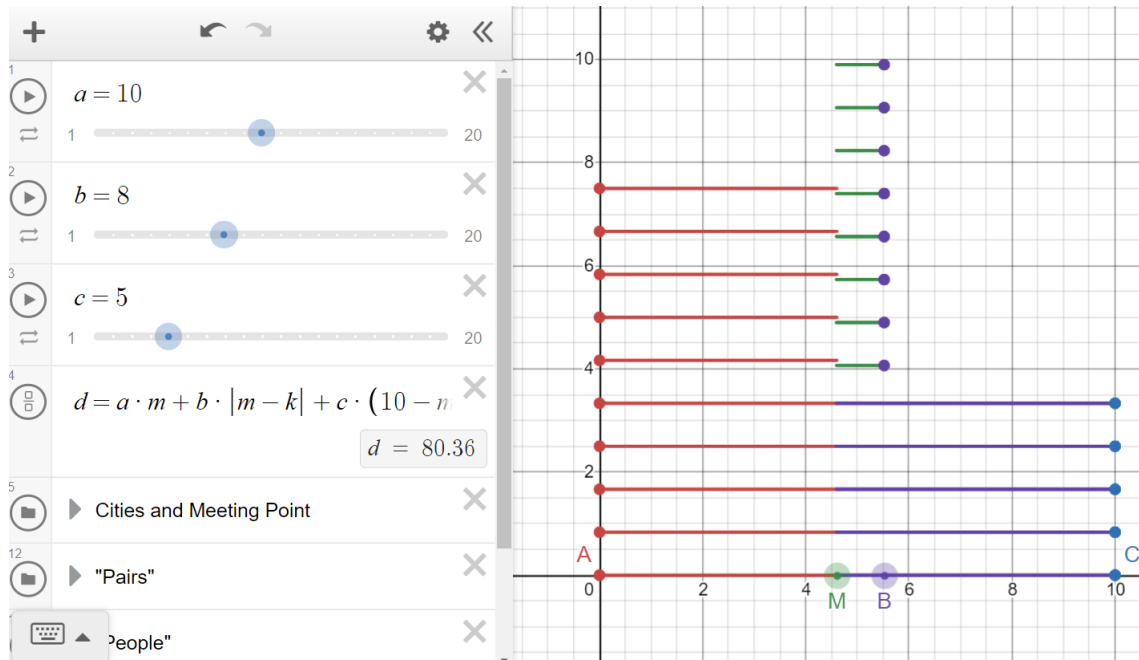 1
a = 10
1 20
2
b = 8
1 20
3
c = 5
1 20
4
d = a · m + b · |m − k| + c · (10 − m
d = 80.36
5
Cities and Meeting Point
12
"Pairs"
People"
10
8
6
4
2
A C
0 2 4 6 8 10
M B